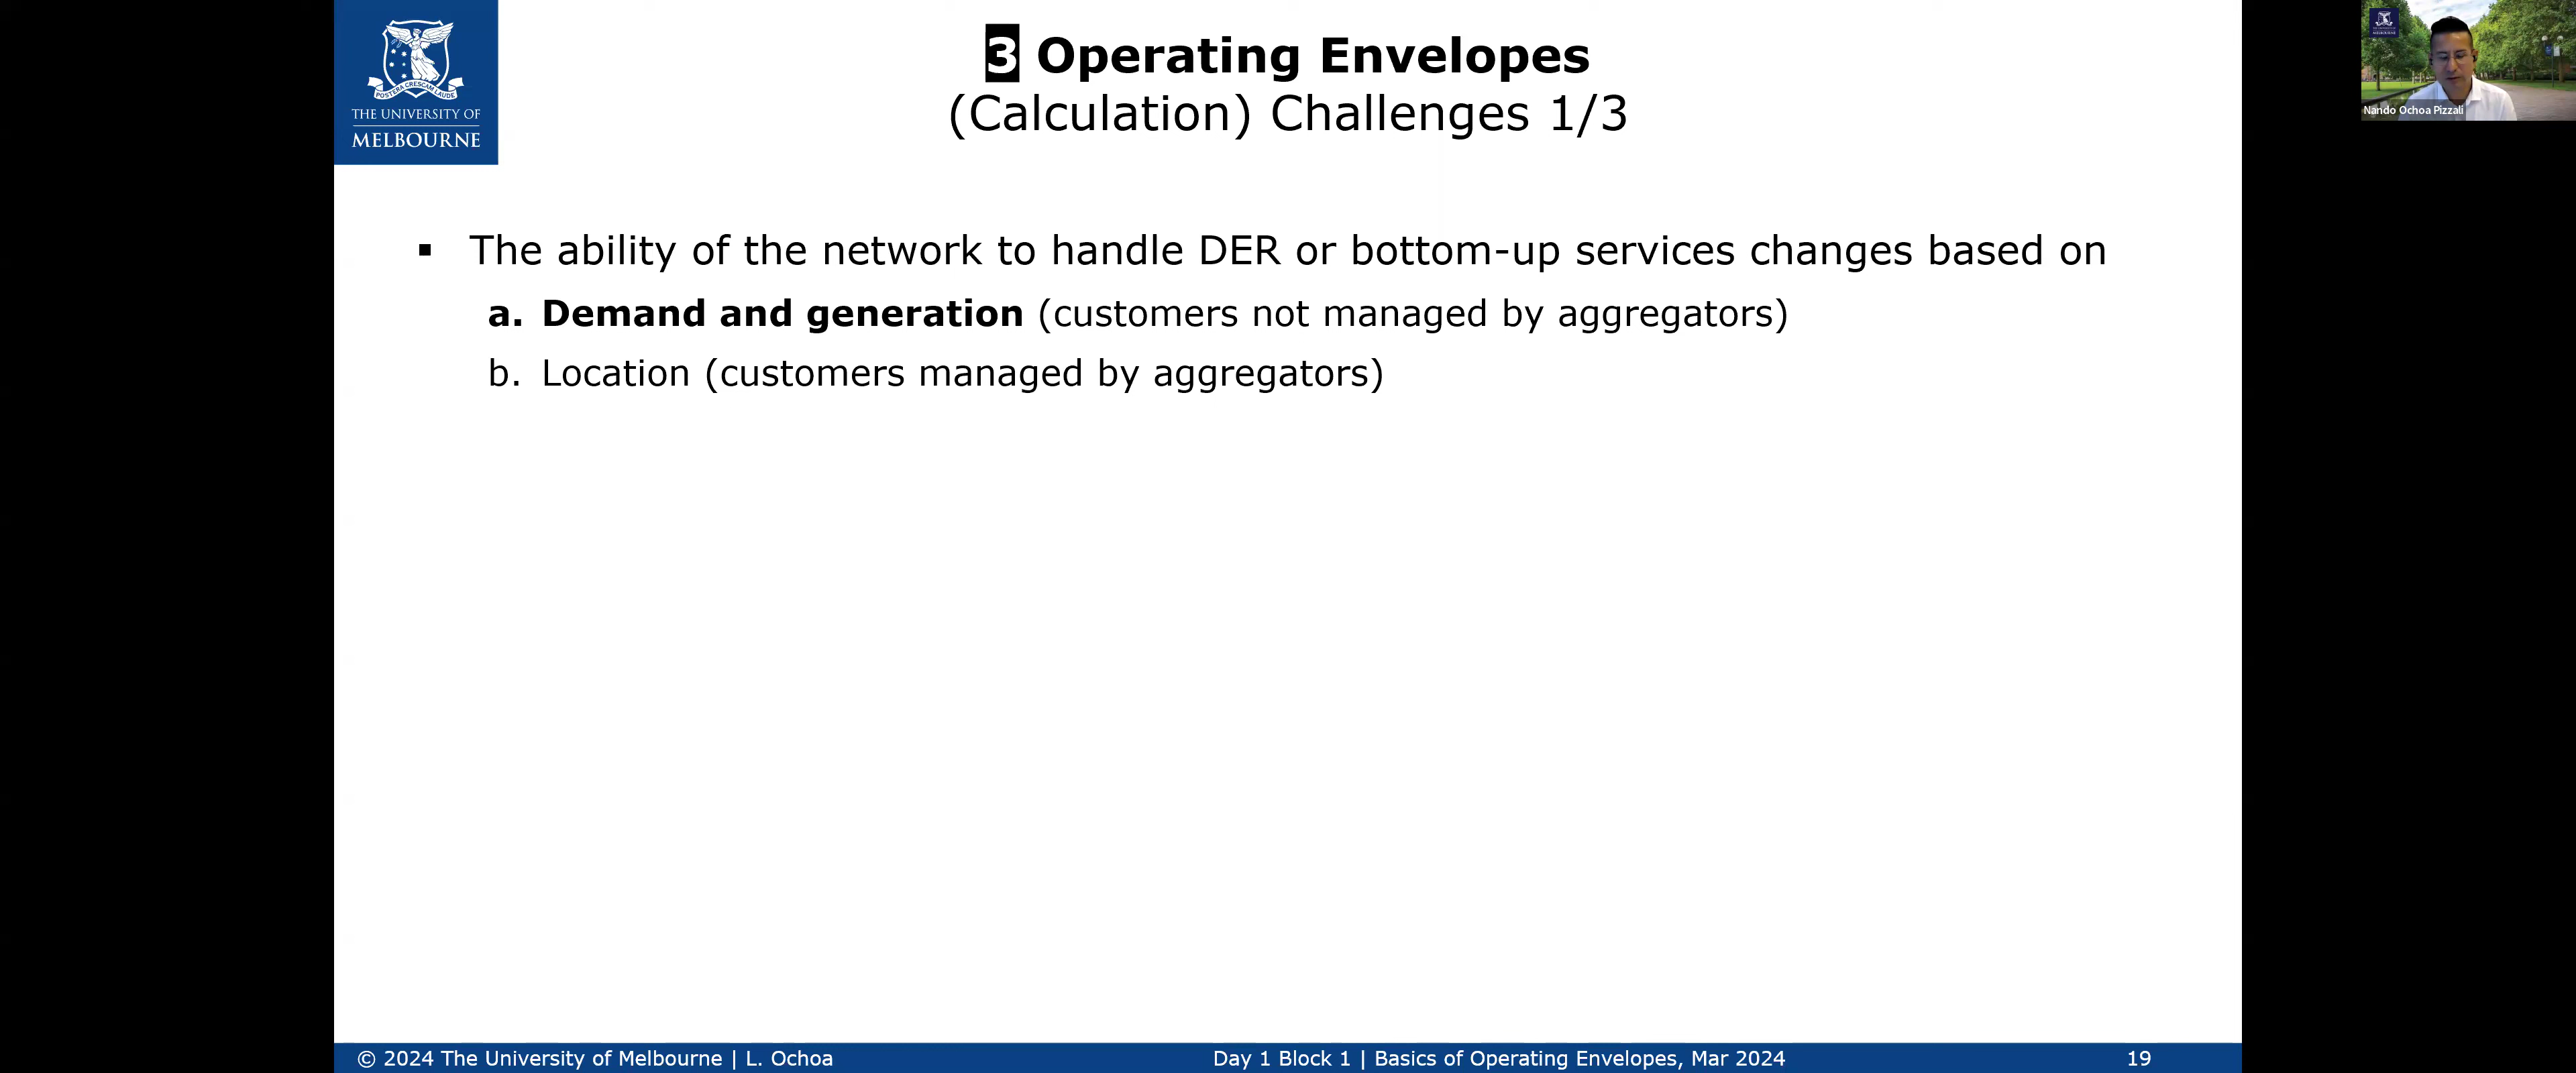 3 Operating Envelopes
(Calculation) Challenges 1/3
POSTERA CRESCAM LAUDE
THE UNIVERSITY OF
MELBOURNE
Nando Ochoa Pizzali
▪ The ability of the network to handle DER or bottom-up services changes based on
a. Demand and generation (customers not managed by aggregators)
b. Location (customers managed by aggregators)
© 2024 The University of Melbourne | L. Ochoa
Day 1 Block 1 | Basics of Operating Envelopes, Mar 2024
19